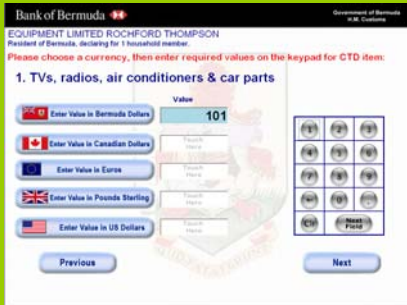 Bank of Bermuda
Government of Bermuda
H.M. Customs
EQUIPMENT LIMITED ROCHFORD THOMPSON
Resident of Bermuda, declaring for 1 household member.
Please choose a currency, then enter required values on the keypad for CTD item:
1. TVs, radios, air conditioners & car parts
Value
Enter Value in Bermuda Dollars
101
Enter Value in Canadian Dollars
Touch
Here
Enter Value in Euros
Touch
Here
Enter Value in Pounds Sterling
Touch
Here
Enter Value in US Dollars
Touch
Here
1 2 3
4 5 6
7 8 9
0
Clr
Next
Field
Previous
Next